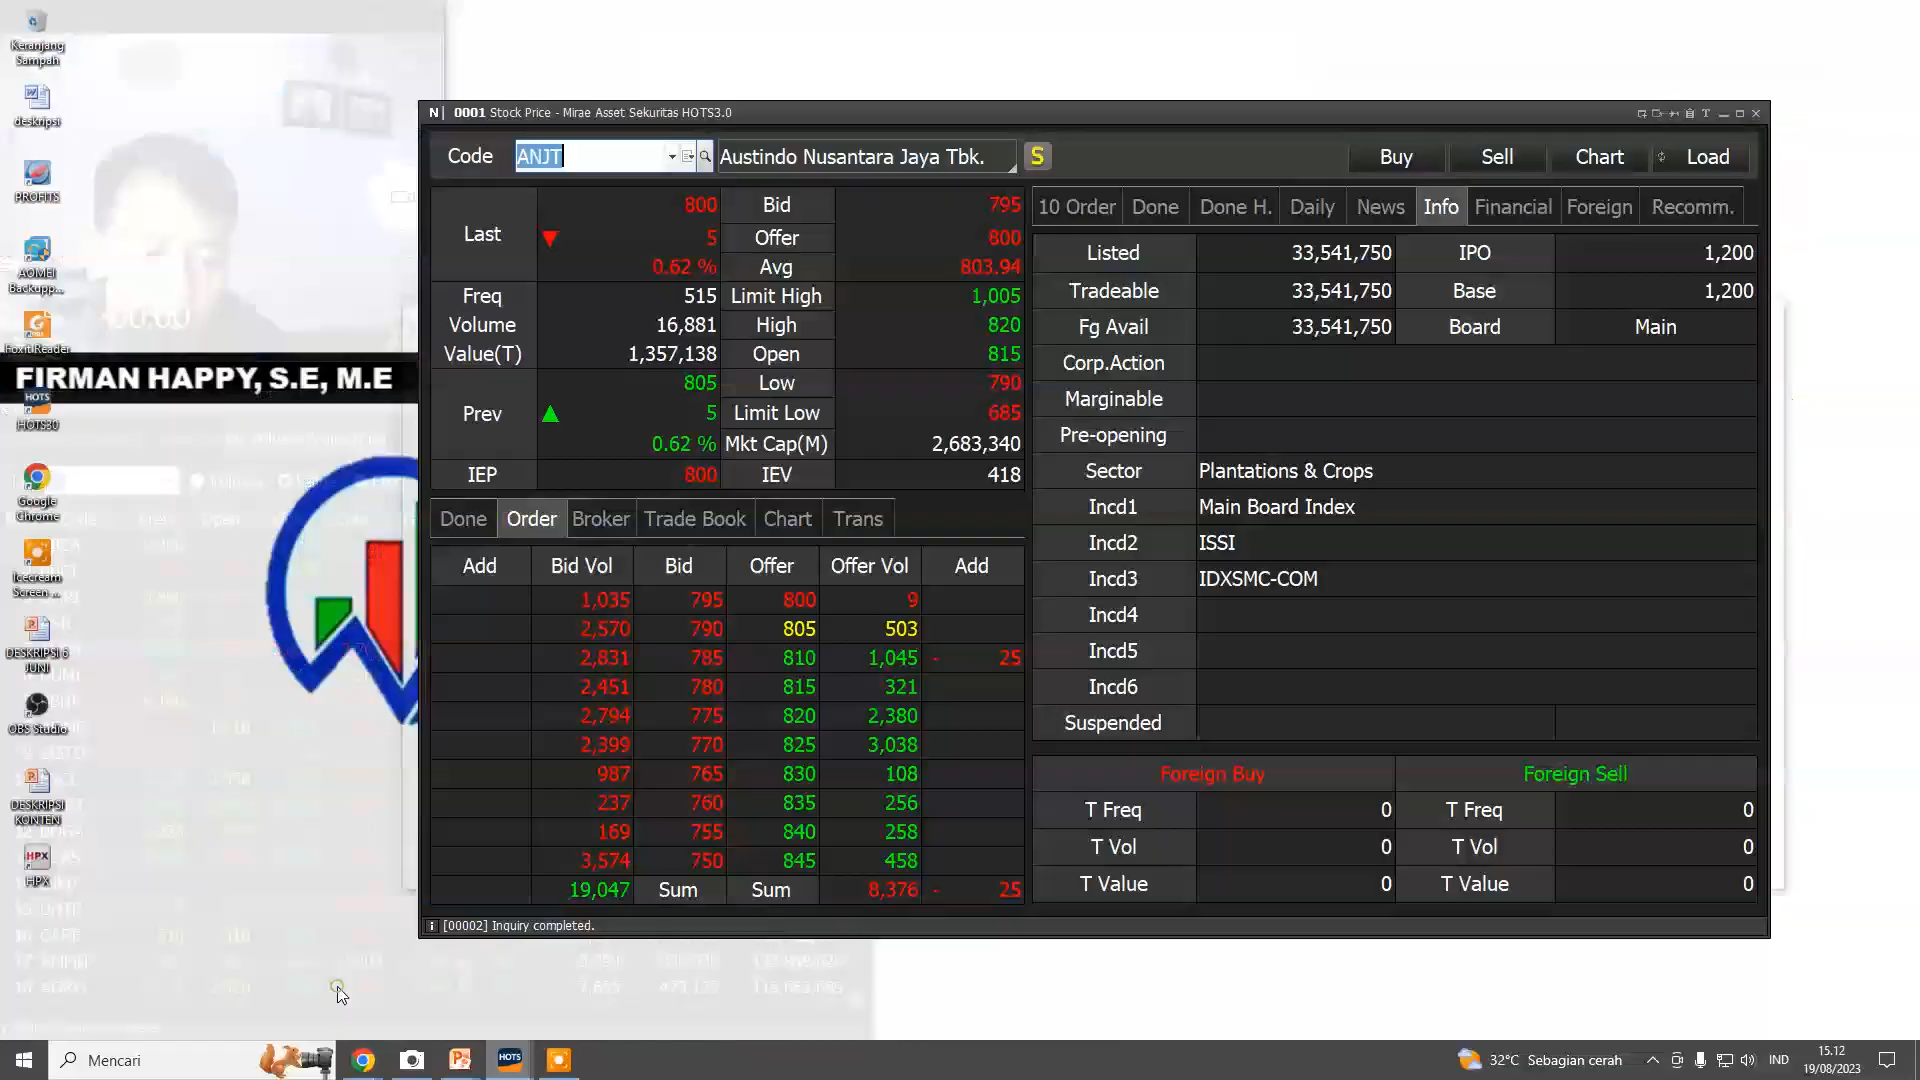 Keranjang
Sampah
deskripsi
PROFITS
AOMEI
Backupp...
Foxit Reader
FIRMAN HAPPY, S.E, M.E
HOTS
HOTS30
Google
Chrome
Icecream
Screen ...
DESKRIPSI 6
JUNI
OBS Studio
DESKRIPSI
KONTEN
HPX
HPX
N| 0001 Stock Price - Mirae Asset Sekuritas HOTS3.0
Code ANJT Austindo Nusantara Jaya Tbk. S Buy Sell Chart Load
Last 800 Bid 795
5 Offer 800
0.62 % Avg 803.94
Freq 515 Limit High 1,005
Volume 16,881 High 820
Value(T) 1,357,138 Open 815
Prev 805 Low 790
5 Limit Low 685
0.62 % Mkt Cap(M) 2,683,340
IEP 800 IEV 418
Done Order Broker Trade Book Chart Trans
Add Bid Vol Bid Offer Offer Vol Add
1,035 795 800 9
2,570 790 805 503
2,831 785 810 1,045 - 25
2,451 780 815 321
2,794 775 820 2,380
2,399 770 825 3,038
987 765 830 108
237 760 835 256
169 755 840 258
3,574 750 845 458
19,047 Sum Sum 8,376 - 25
[00002] Inquiry completed.
10 Order Done Done H. Daily News Info Financial Foreign Recomm.
Listed 33,541,750 IPO 1,200
Tradeable 33,541,750 Base 1,200
Fg Avail 33,541,750 Board Main
Corp.Action
Marginable
Pre-opening
Sector Plantations & Crops
Incd1 Main Board Index
Incd2 ISSI
Incd3 IDXSMC-COM
Incd4
Incd5
Incd6
Suspended
Foreign Buy Foreign Sell
T Freq 0 T Freq 0
T Vol 0 T Vol 0
T Value 0 T Value 0
Mencari
HOTS
32°C Sebagian cerah IND 15.12
19/08/2023